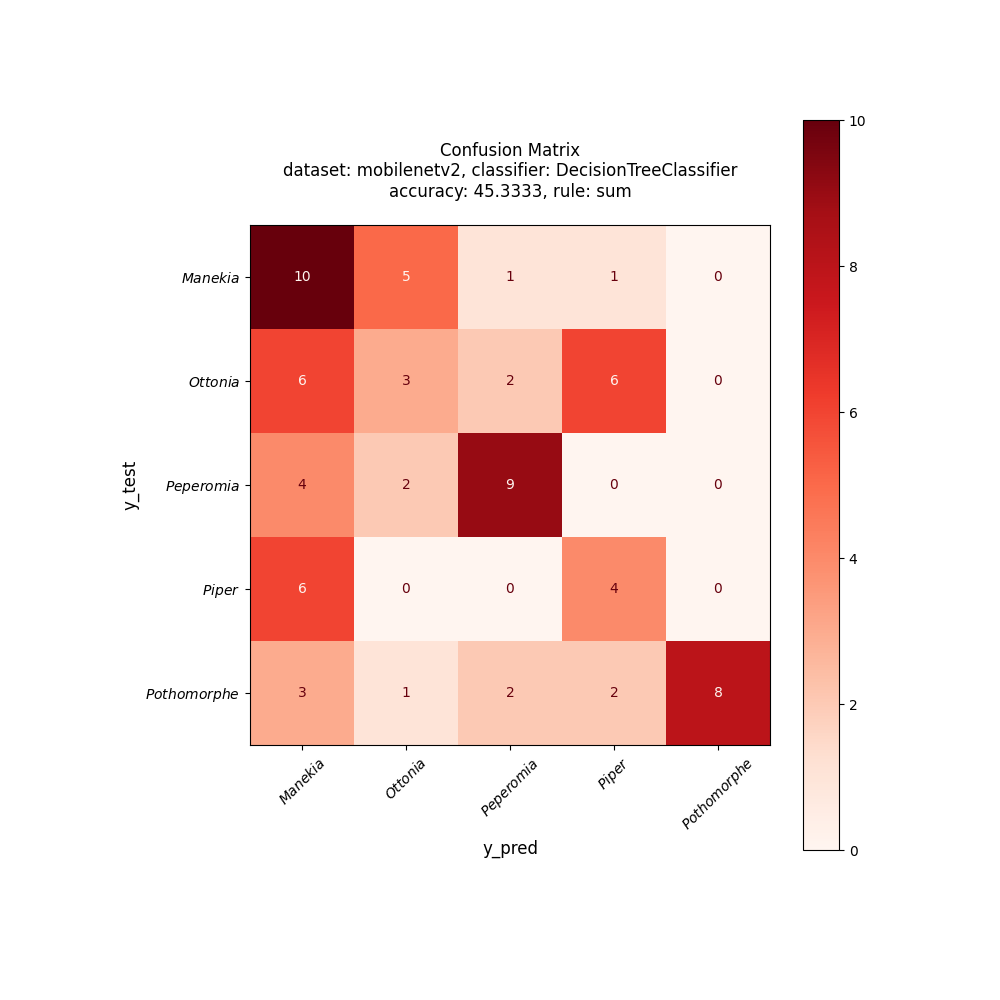 Confusion Matrix
dataset: mobilenetv2, classifier: DecisionTreeClassifier
accuracy: 45.3333, rule: sum
y_test
Manekia 10 5 1 1 0
Ottonia 6 3 2 6 0
Peperomia 4 2 9 0 0
Piper 6 0 0 4 0
Pothomorphe 3 1 2 2 8
Manekia Ottonia Peperomia Piper Pothomorphe
y_pred
10
8
6
4
2
0